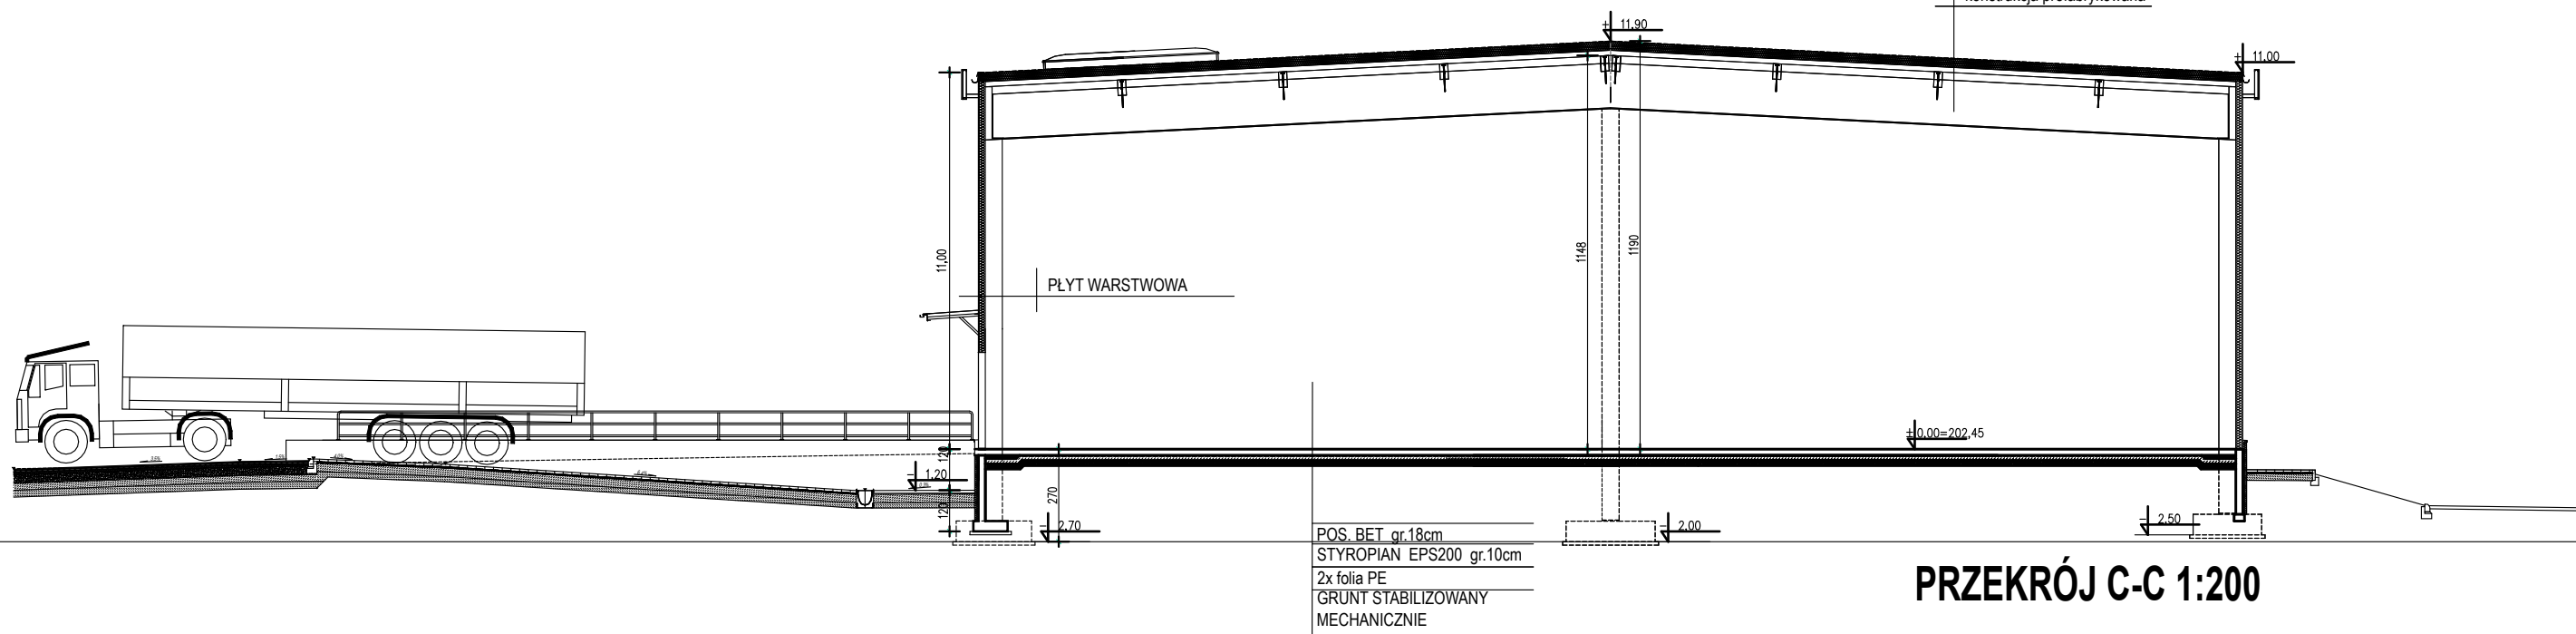 konstrukcja prefabrykowana
± 11,90
± 11,00
11,00
1148
1190
PŁYT WARSTWOWA
±0,00=202,45
120
- 1,20
270
120
- 2,70
- 2,00
- 2,50
POS. BET gr.18cm
STYROPIAN EPS200 gr.10cm
2x folia PE
GRUNT STABILIZOWANY
MECHANICZNIE
PRZEKRÓJ C-C 1:200